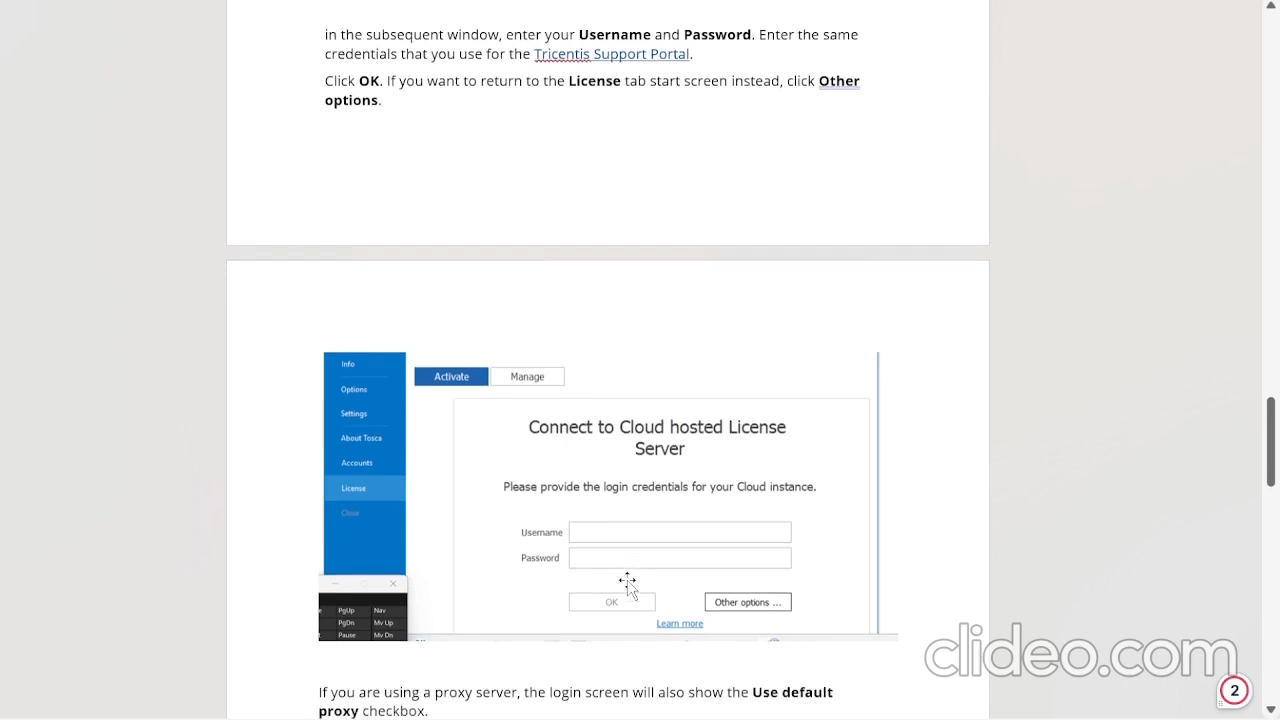 in the subsequent window, enter your Username and Password. Enter the same
credentials that you use for the Tricentis Support Portal.
Click OK. If you want to return to the License tab start screen instead, click Other
options.
Info
Options
Settings
About Tosca
Accounts
License
Close
Activate
Manage
Connect to Cloud hosted License
Server
Please provide the login credentials for your Cloud instance.
Username
Password
OK
Other options ...
Learn more
PgUp Nav
PgDn Mv Up
Pause Mv Dn
If you are using a proxy server, the login screen will also show the Use default
proxy checkbox.
clideo.com
2